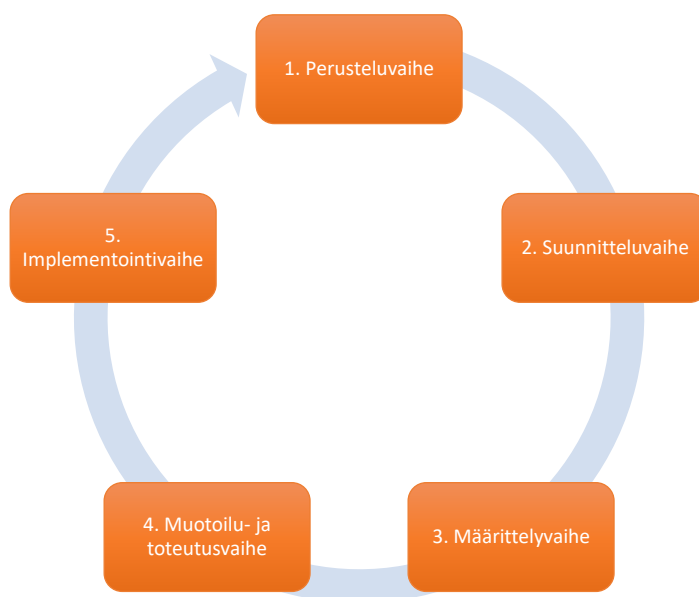 1. Perusteluvaihe
2. Suunnitteluvaihe
3. Määrittelyvaihe
4. Muotoilu- ja
toteutusvaihe
5.
Implementointivaihe